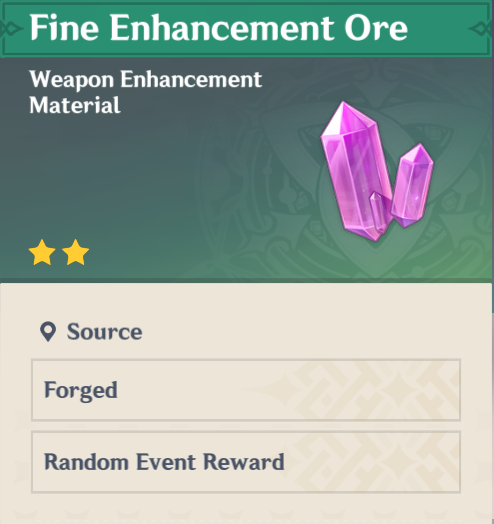 Fine Enhancement Ore
Weapon Enhancement
Material
Source
Forged
Random Event Reward